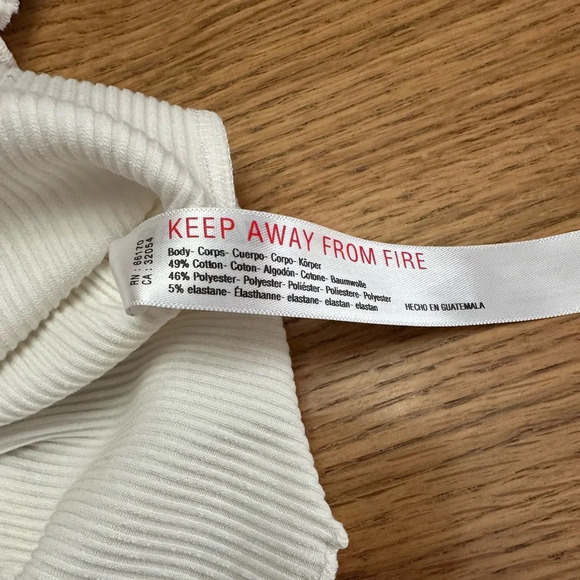 KEEP AWAY FROM FIRE
Body- Corps- Cuerpo- Corpo- Körper
49% Cotton- Coton- Algodón- Cotone- Baumwolle
46% Polyester- Polyester- Poliéster- Poliestere- Polyester
5% elastane- Élasthanne- elastane- elastan- elastan
HECHO EN GUATEMALA
RN : 66170
CA : 32054